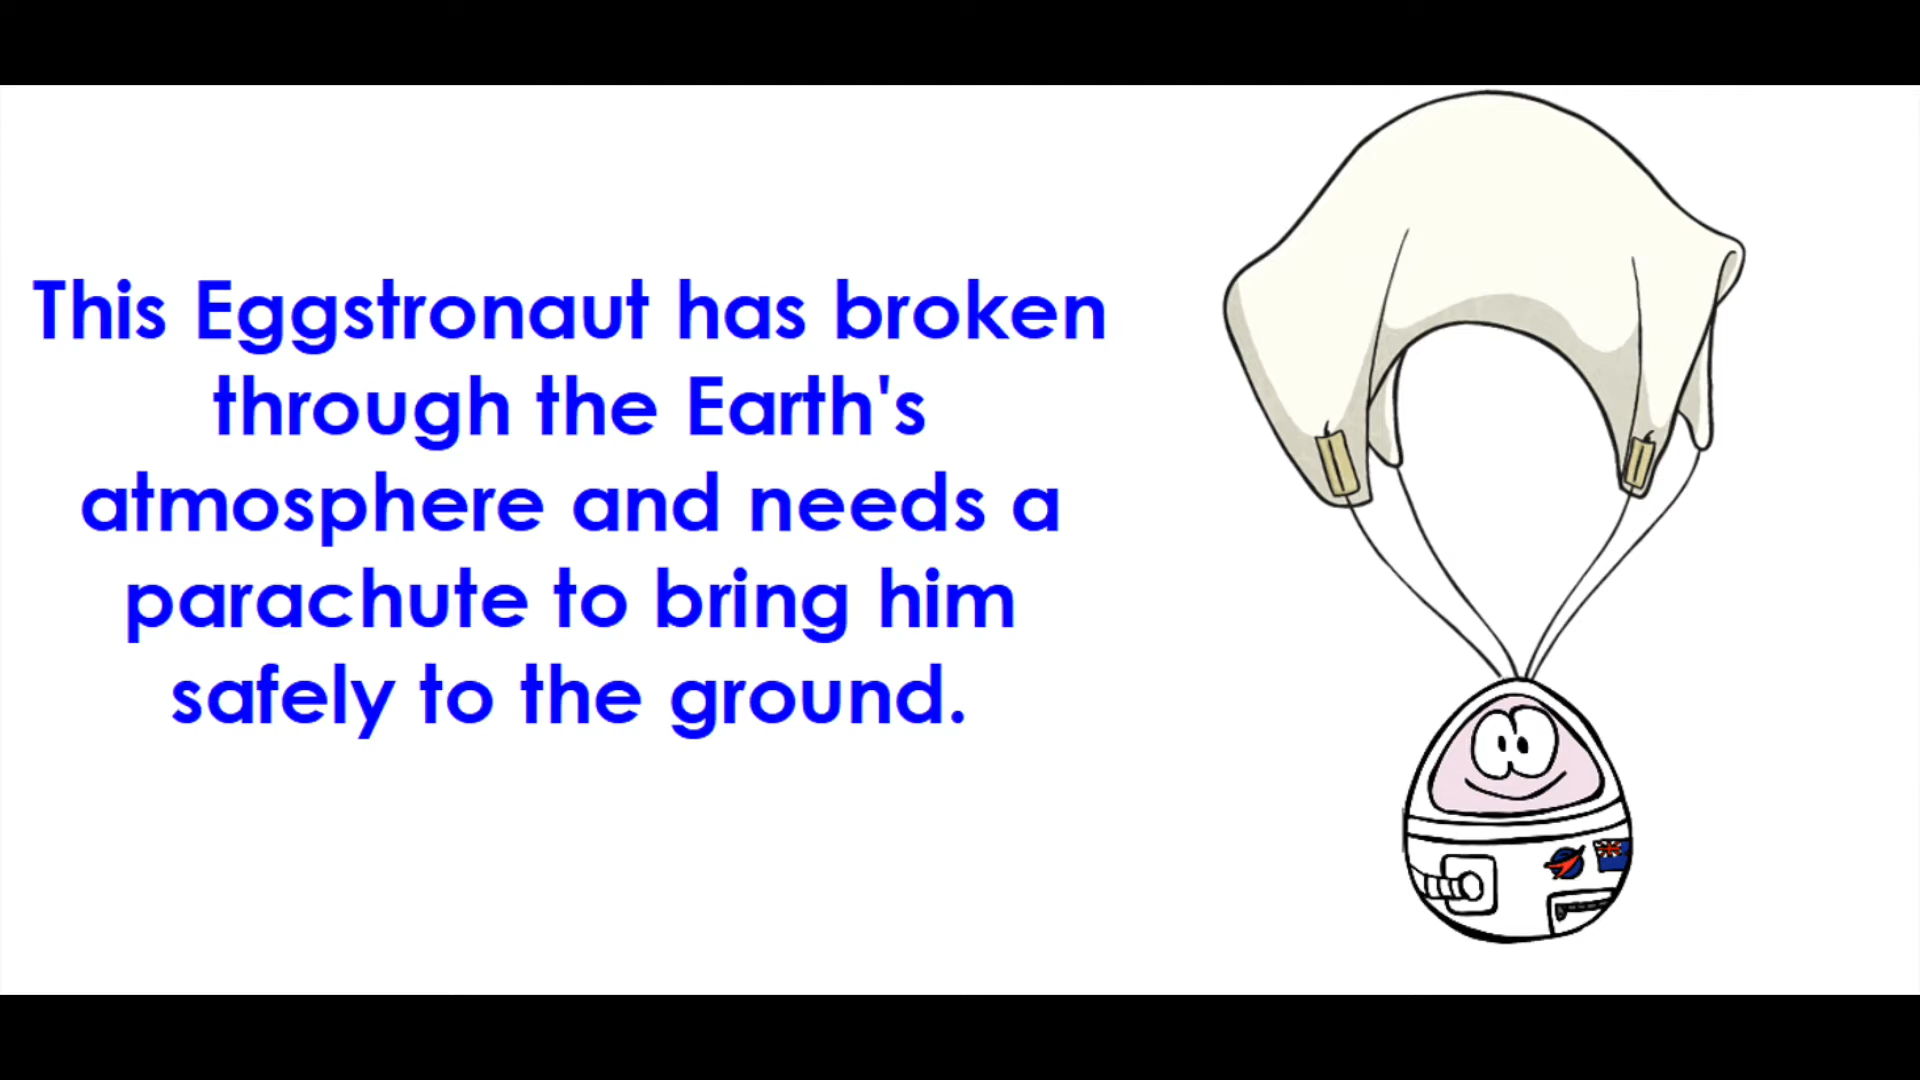 This Eggstronaut has broken
through the Earth's
atmosphere and needs a
parachute to bring him
safely to the ground.